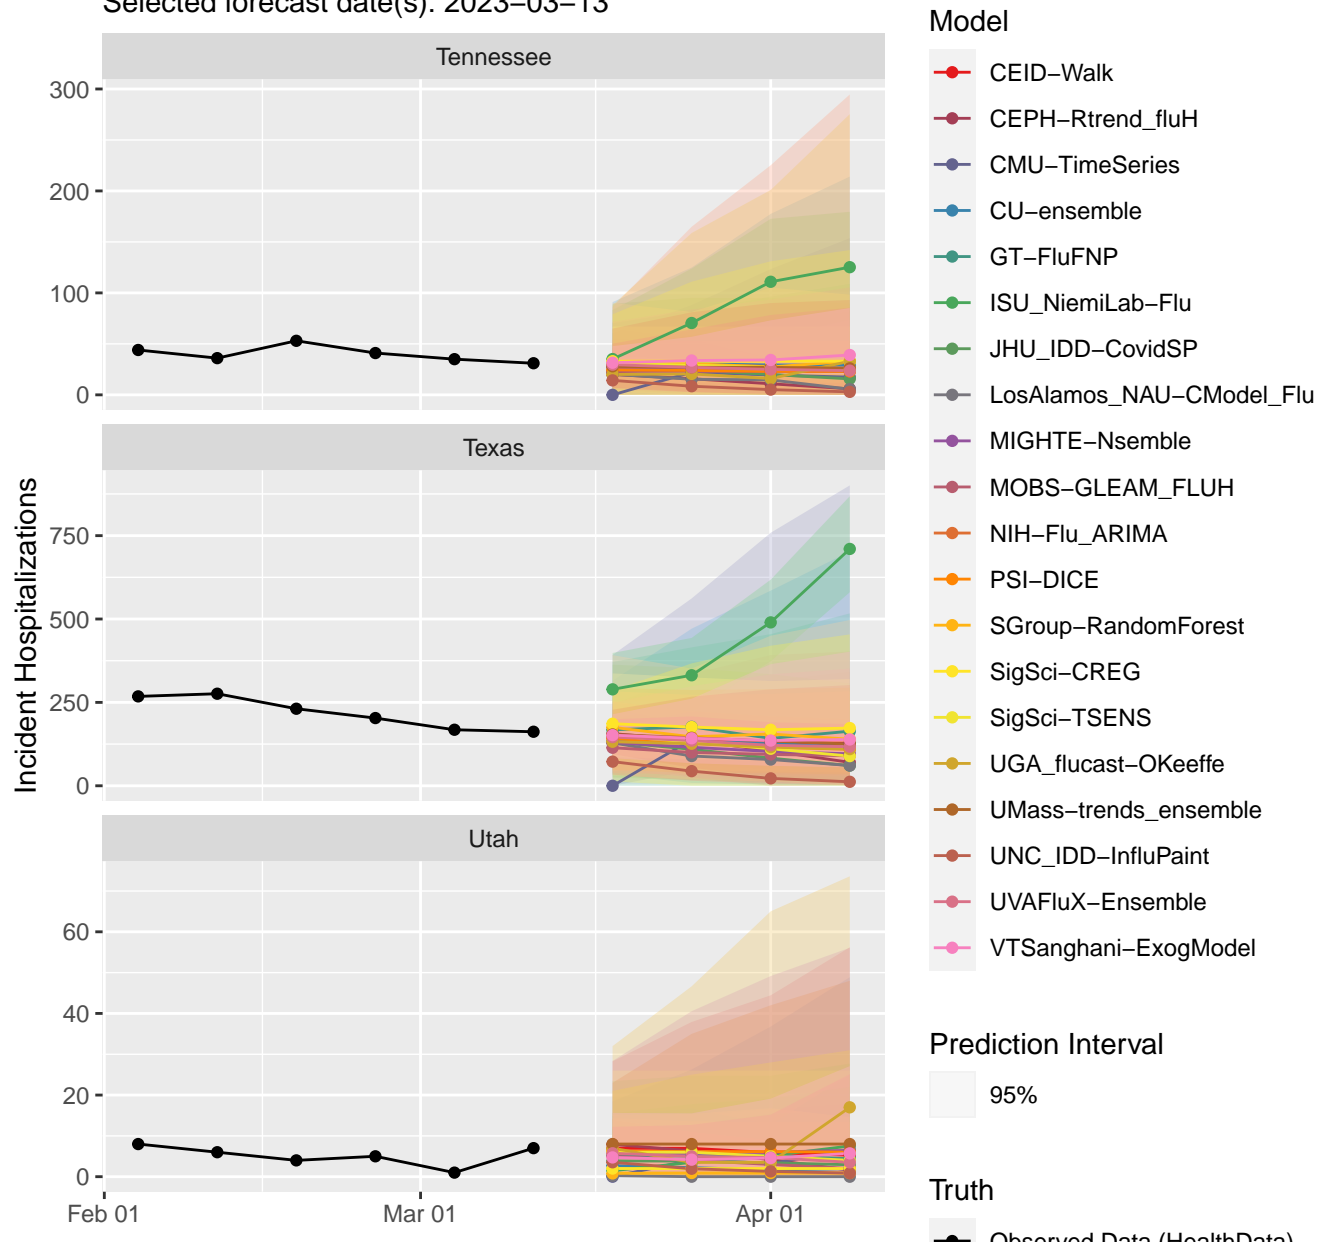 Selected forecast date(s): 2023−03−13
Tennessee
300
200
100
0
Texas
750
500
250
0
Utah
60
40
20
0
Feb 01
Mar 01
Apr 01
Incident Hospitalizations
Model
CEID−Walk
CEPH−Rtrend_fluH
CMU−TimeSeries
CU−ensemble
GT−FluFNP
ISU_NiemiLab−Flu
JHU_IDD−CovidSP
LosAlamos_NAU−CModel_Flu
MIGHTE−Nsemble
MOBS−GLEAM_FLUH
NIH−Flu_ARIMA
PSI−DICE
SGroup−RandomForest
SigSci−CREG
SigSci−TSENS
UGA_flucast−OKeeffe
UMass−trends_ensemble
UNC_IDD−InfluPaint
UVAFluX−Ensemble
VTSanghani−ExogModel
Prediction Interval
95%
Truth
Observed Data (HealthData)